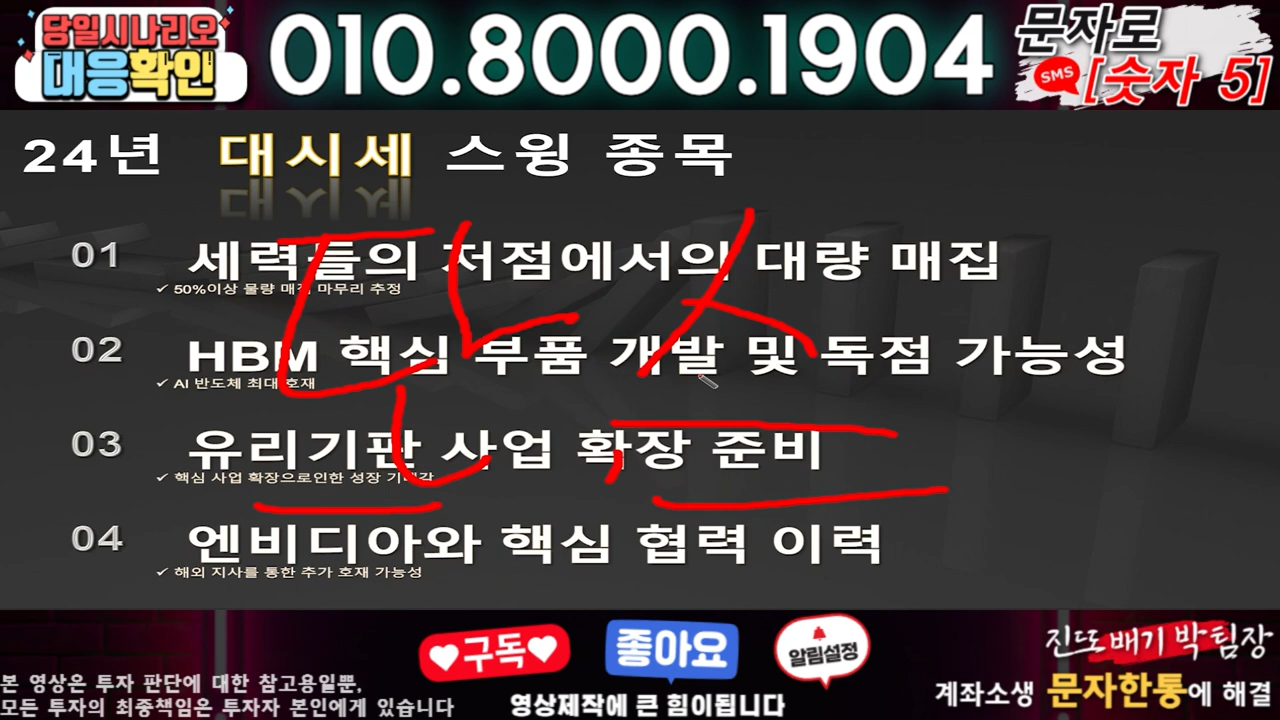 당일시나리오
대응확인
010.8000.1904
문자로
SMS [숫자 5]
24년 대시세 스윙 종목
01 세력들의 저점에서의 대량 매집
✓ 50%이상 물량 매집 마무리 추정
02 HBM 핵심 부품 개발 및 독점 가능성
✓ AI 반도체 최대 호재
03 유리기판 사업 확장 준비
✓ 핵심 사업 확장으로인한 성장 기대감
04 엔비디아와 핵심 협력 이력
✓ 해외 지사를 통한 추가 호재 가능성
구독
좋아요
알림설정
영상제작에 큰 힘이됩니다
본 영상은 투자 판단에 대한 참고용일뿐,
모든 투자의 최종책임은 투자자 본인에게 있습니다
진또배기 박팀장
계좌소생 문자한통에 해결